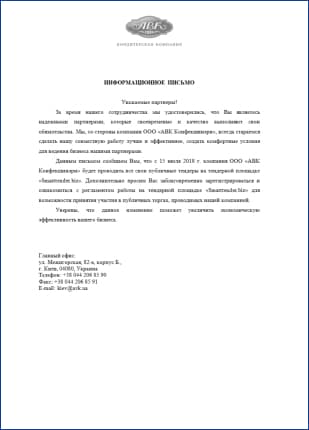 АВК
КОНДИТЕРСКАЯ КОМПАНИЯ
ИНФОРМАЦИОННОЕ ПИСЬМО
Уважаемые партнеры!
За время нашего сотрудничества мы удостоверились, что Вы являетесь
надежными партнерами, которые своевременно и качественно выполняют свои
обязательства. Мы, со стороны компании ООО «АВК Конфекшинери», всегда стараемся
сделать нашу совместную работу лучше и эффективнее, создать комфортные условия
для ведения бизнеса нашими партнерами.
Данным письмом сообщаем Вам, что с 15 июля 2018 г. компания ООО «АВК
Конфекшинери» будет проводить все свои публичные тендеры на тендерной площадке
«Smarttender.biz». Дополнительно просим Вас заблаговременно зарегистрироваться и
ознакомиться с регламентом работы на тендерной площадке «Smarttender.biz» для
возможности принятия участия в публичных торгах, проводимых нашей компанией.
Уверены, что данное изменение поможет увеличить экономическую
эффективность нашего бизнеса.
Главный офис:
ул. Межигорская, 82-а, корпус Б,
г. Киев, 04080, Украина
Телефон: +38 044 206 85 90
Факс: +38 044 206 85 91
E-mail: kiev@avk.ua